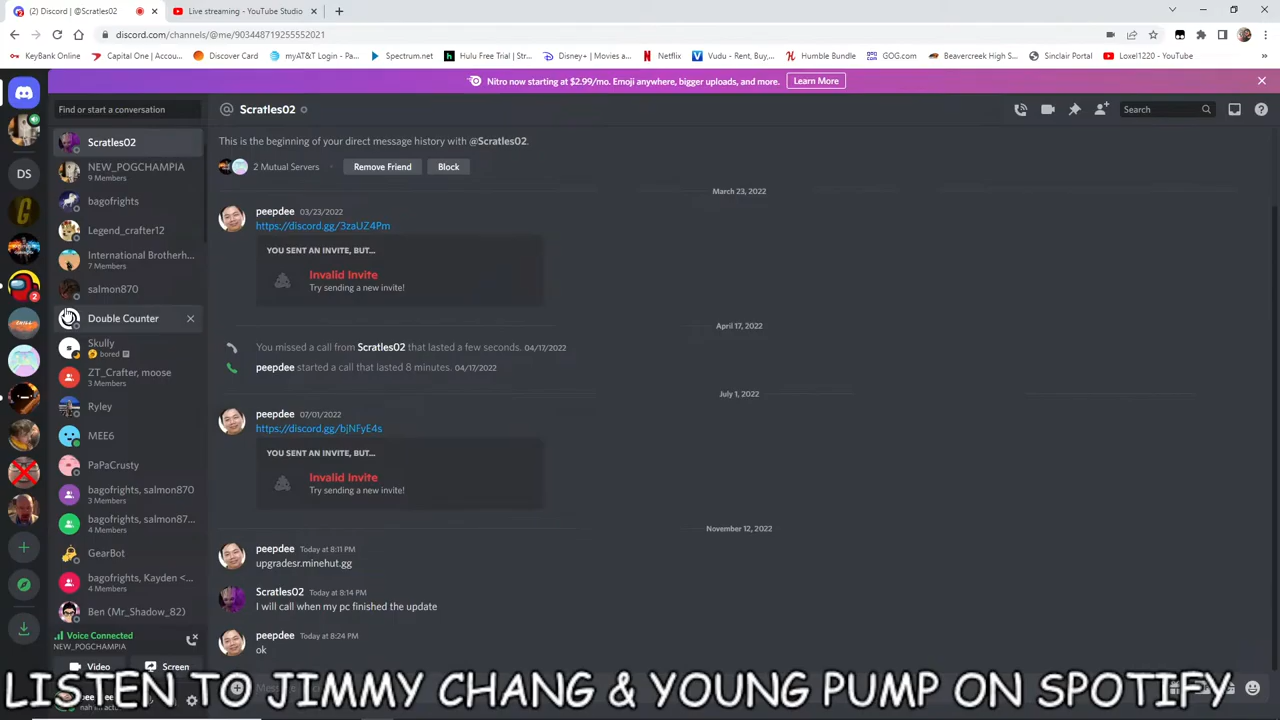 (2) Discord | @Scratles02
Live streaming - YouTube Studio
discord.com/channels/@me/903448719255552021
KeyBank Online
Capital One | Accou...
Discover Card
myAT&T | Online Pa...
Spectrum.net
Hulu Free Trial | Stre...
Disney+ | Movies a...
Netflix
Vudu - Rent, Buy,...
Humble Bundle
GOG.com
Beavercreek High S...
Sinclair Portal
Loxel1220 - YouTube
Nitro now starting at $2.99/mo. Emoji anywhere, bigger uploads, and more.
Learn More
Find or start a conversation
Scratles02
Search
Scratles02
NEW_POGCHAMPIA
9 Members
bagofrights
Legend_crafter12
International Brotherh...
7 Members
salmon870
Double Counter
Skully
bored
ZT_Crafter, moose
3 Members
Ryley
MEE6
PaPaCrusty
bagofrights, salmon870
3 Members
bagofrights, salmon87...
4 Members
GearBot
bagofrights, Kayden <...
4 Members
Ben (Mr_Shadow_82)
Voice Connected
NEW_POGCHAMPIA
Video
Screen
DS
2
This is the beginning of your direct message history with @Scratles02.
2 Mutual Servers
Remove Friend
Block
March 23, 2022
peepdee 03/23/2022
https://discord.gg/3zaUZ4Pm
YOU SENT AN INVITE, BUT...
Invalid Invite
Try sending a new invite!
April 17, 2022
You missed a call from Scratles02 that lasted a few seconds. 04/17/2022
peepdee started a call that lasted 8 minutes. 04/17/2022
July 1, 2022
peepdee 07/01/2022
https://discord.gg/bjNFyE4s
YOU SENT AN INVITE, BUT...
Invalid Invite
Try sending a new invite!
November 12, 2022
peepdee Today at 8:11 PM
upgradesr.minehut.gg
Scratles02 Today at 8:14 PM
I will call when my pc finished the update
peepdee Today at 8:24 PM
ok
LISTEN TO JIMMY CHANG & YOUNG PUMP ON SPOTIFY